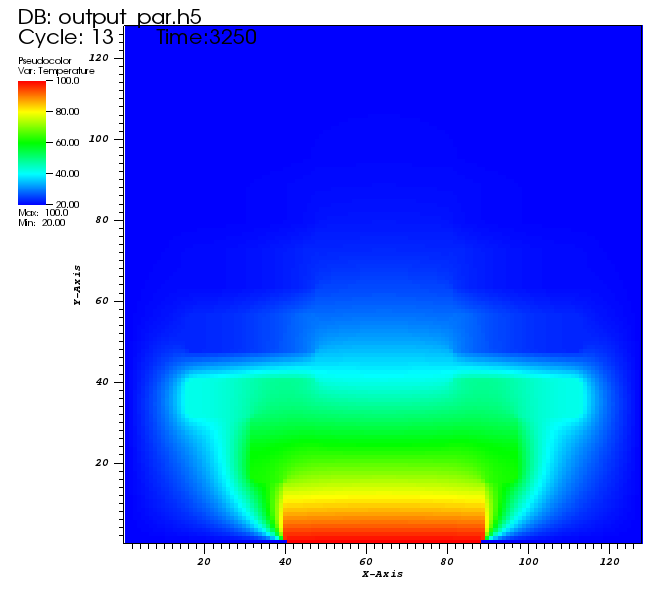 DB: output_par.h5
Cycle: 13 Time:3250
Pseudocolor
Var: Temperature
100.0
80.00
60.00
40.00
20.00
Max: 100.0
Min: 20.00
120
100
80
60
40
20
Y-Axis
20 40 60 80 100 120
X-Axis